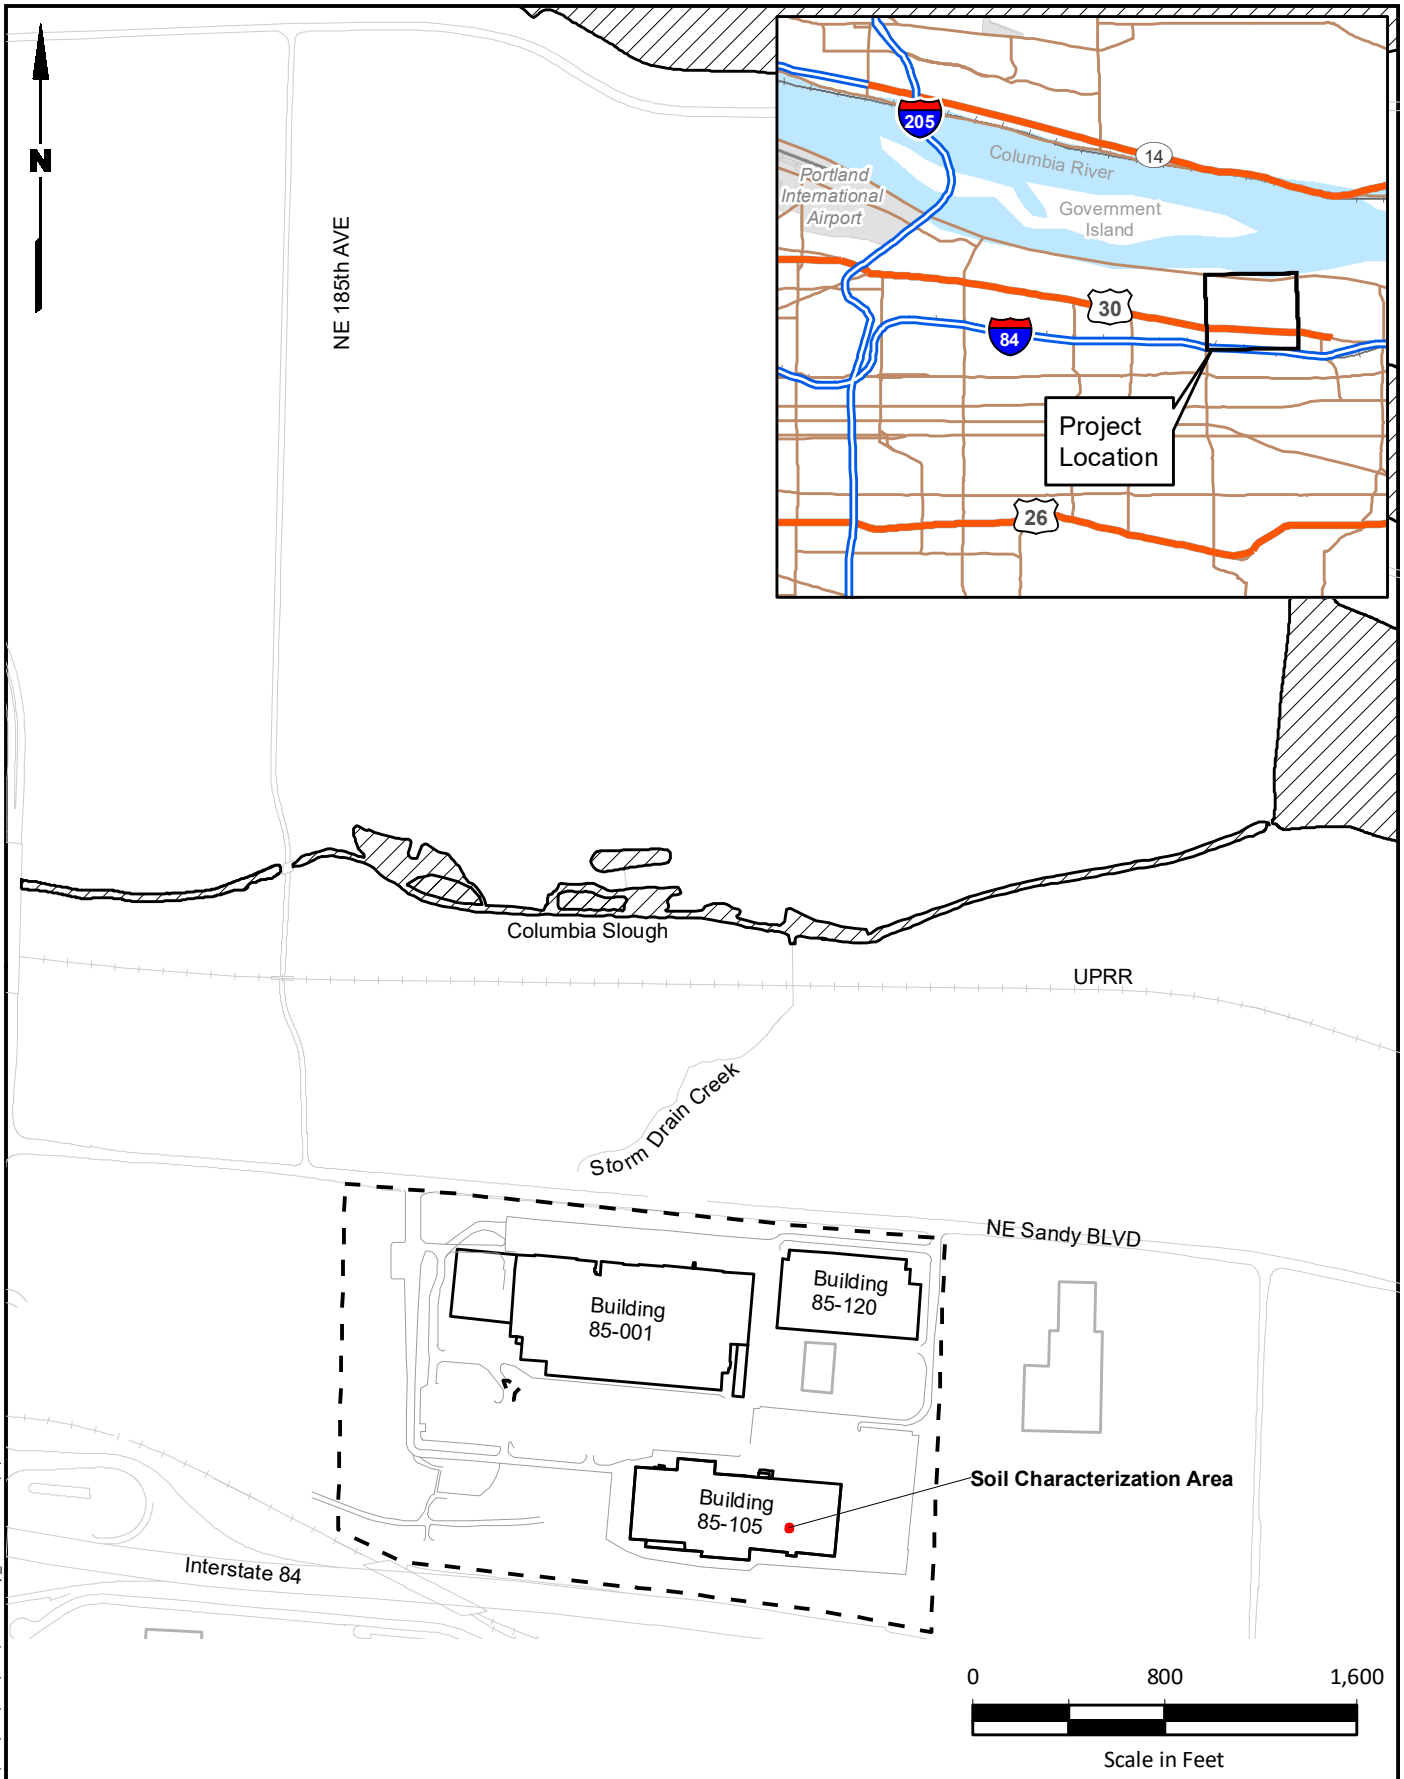 N
NE 185th AVE
205
14
Columbia River
Portland
International
Airport
Government
Island
30
84
Project
Location
26
Columbia Slough
UPRR
Storm Drain Creek
NE Sandy BLVD
Building
85-001
Building
85-120
Soil Characterization Area
Building
85-105
Interstate 84
0 800 1,600
Scale in Feet